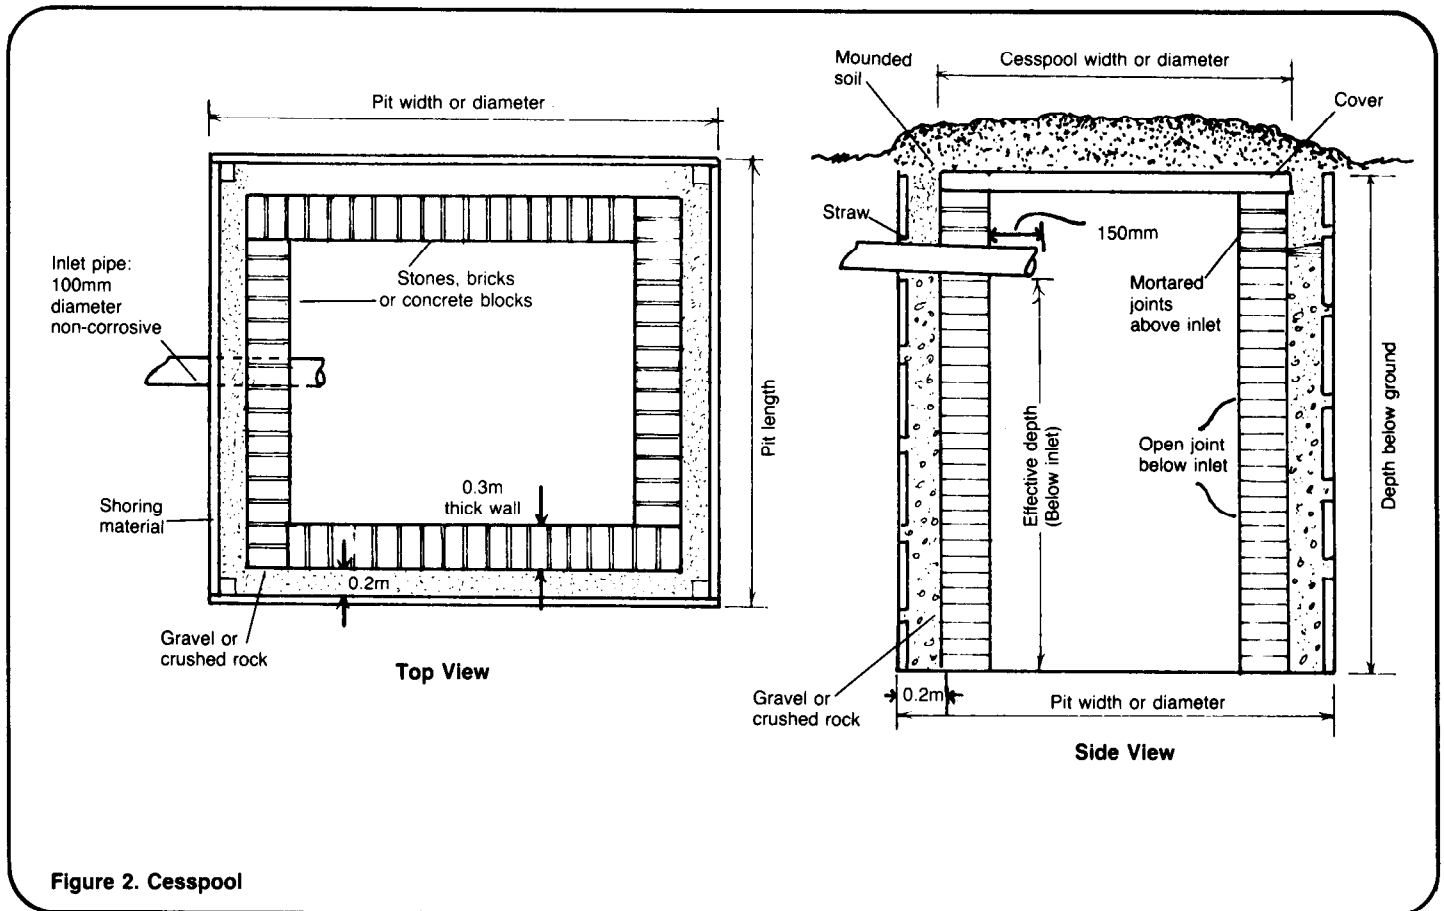 Pit width or diameter
Inlet pipe:
100mm
diameter
non-corrosive
Stones, bricks
or concrete blocks
Pit length
0.3m
thick wall
Shoring
material
0.2m
Gravel or
crushed rock
Top View
Mounded
soil
Cesspool width or diameter
Cover
Straw
150mm
Mortared
joints
above inlet
Effective depth
(Below inlet)
Open joint
below inlet
Depth below ground
Gravel or
crushed rock
0.2m
Pit width or diameter
Side View
Figure 2. Cesspool